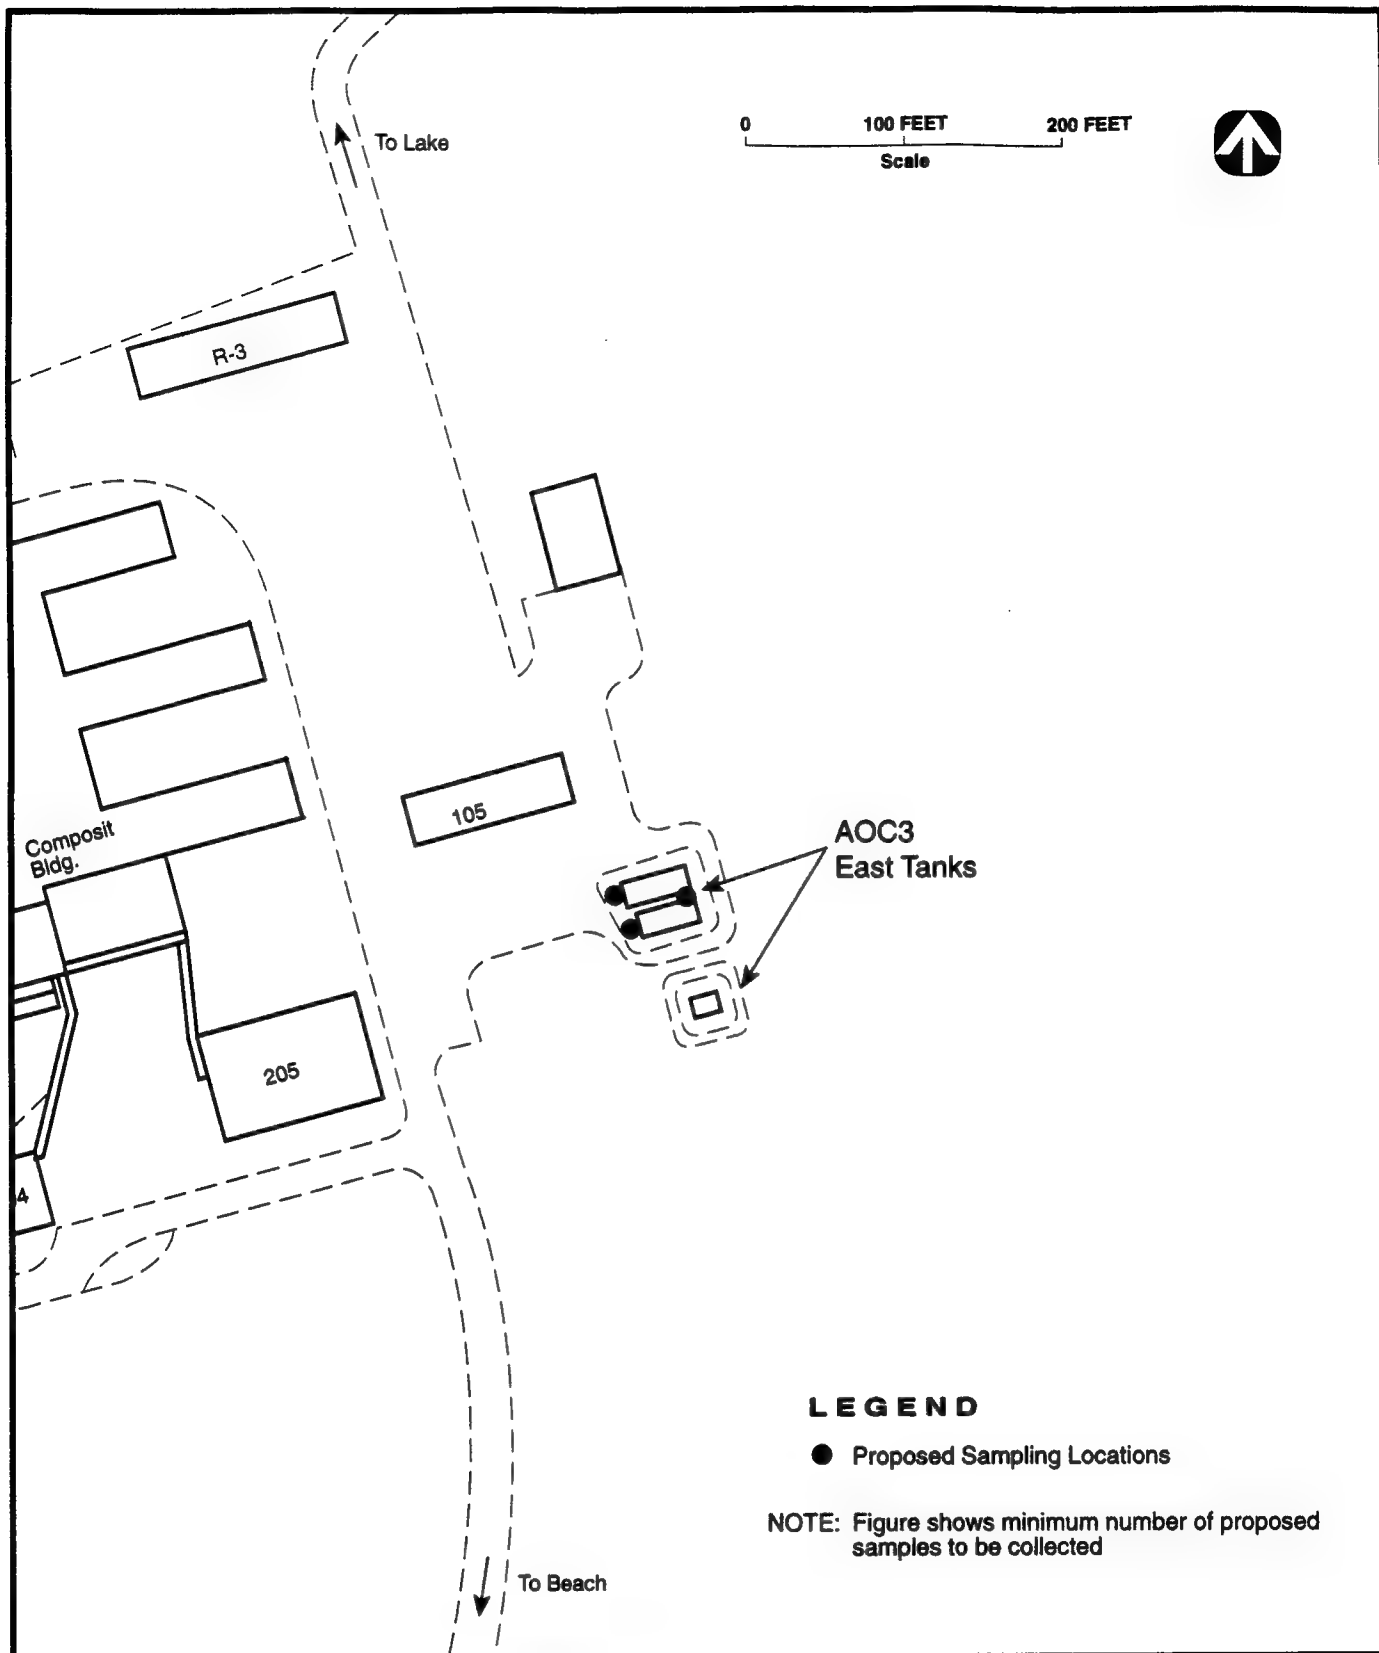 0 100 FEET 200 FEET
Scale
To Lake
R-3
105
Composit
Bldg.
AOC3
East Tanks
205
4
LEGEND
Proposed Sampling Locations
NOTE: Figure shows minimum number of proposed
samples to be collected
To Beach